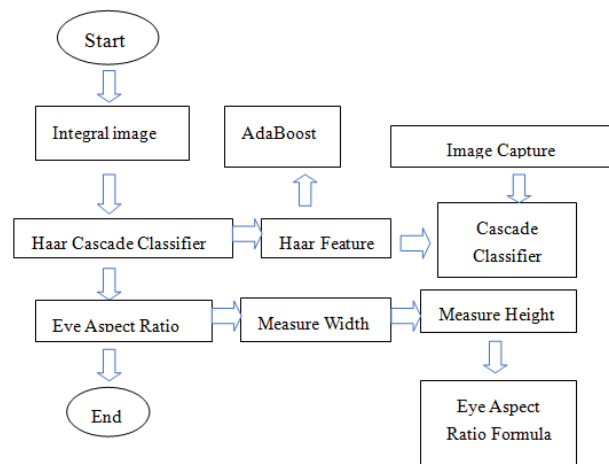 Start
Integral image
AdaBoost
Image Capture
Haar Cascade Classifier
Haar Feature
Cascade
Classifier
Eye Aspect Ratio
Measure Width
Measure Height
End
Eye Aspect
Ratio Formula